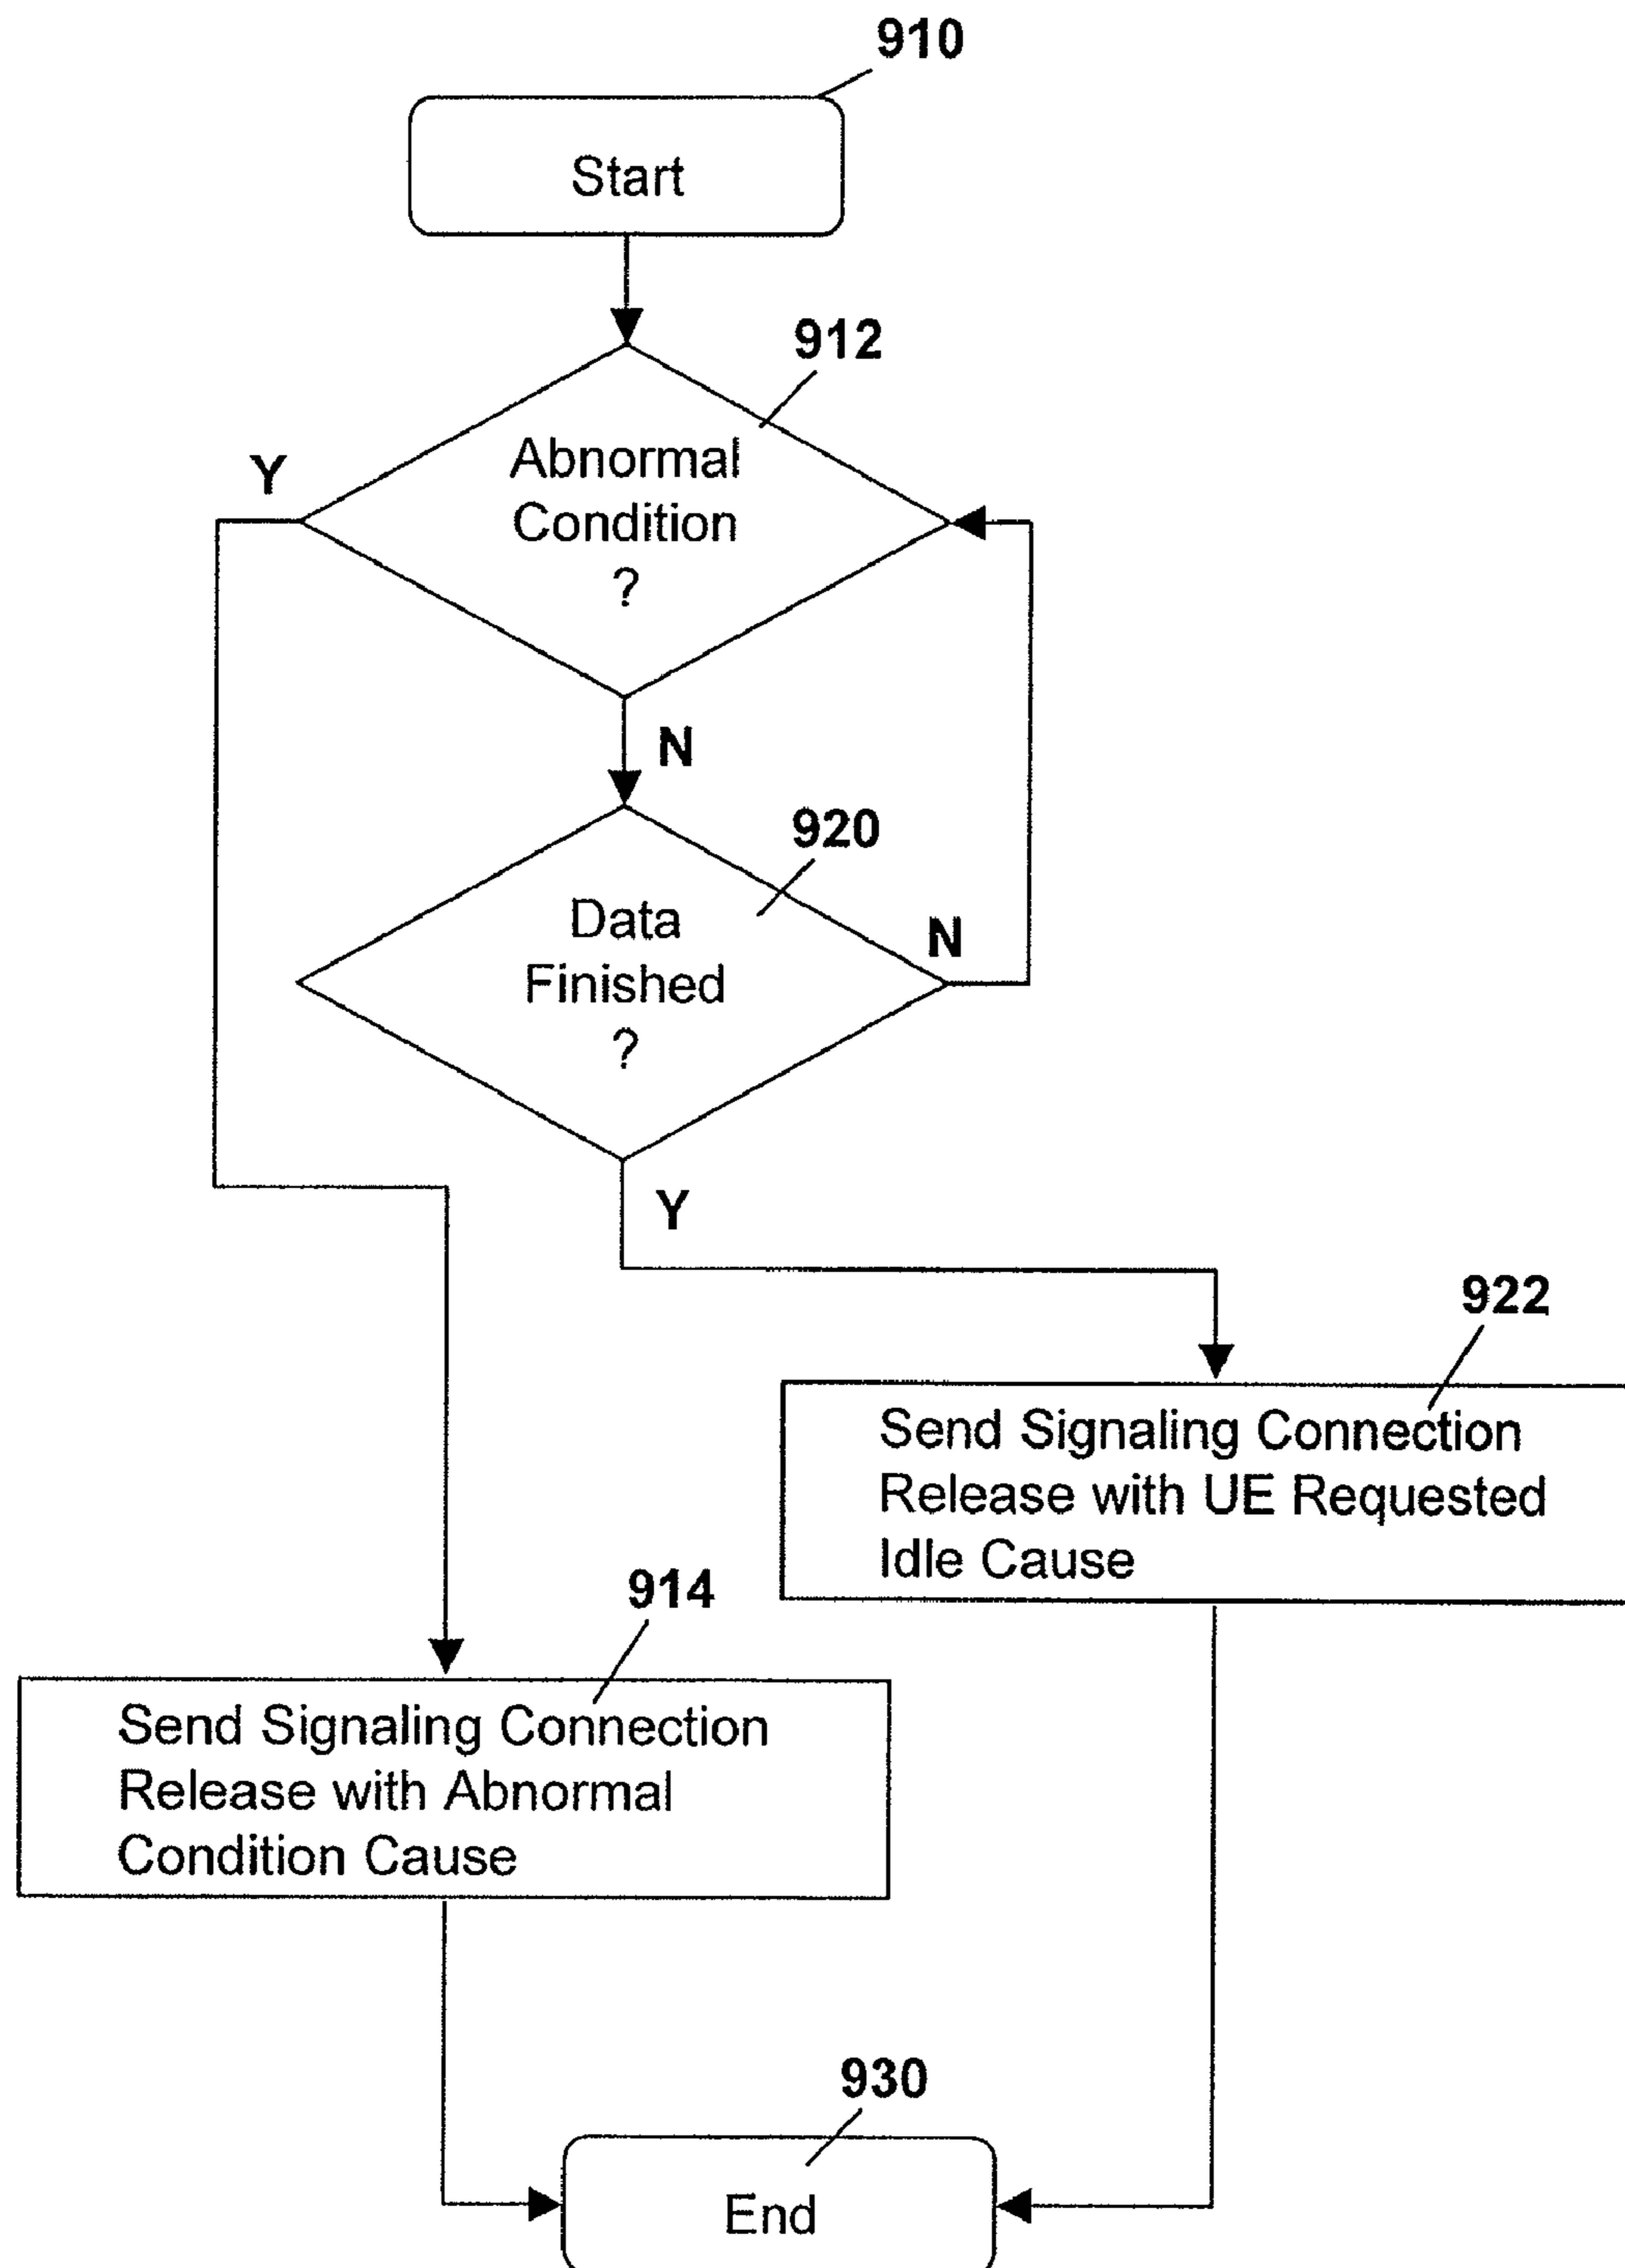 910
Start
912
Abnormal
Condition
?
Y
N
920
Data
Finished
?
N
Y
922
Send Signaling Connection
Release with UE Requested
Idle Cause
914
Send Signaling Connection
Release with Abnormal
Condition Cause
930
End